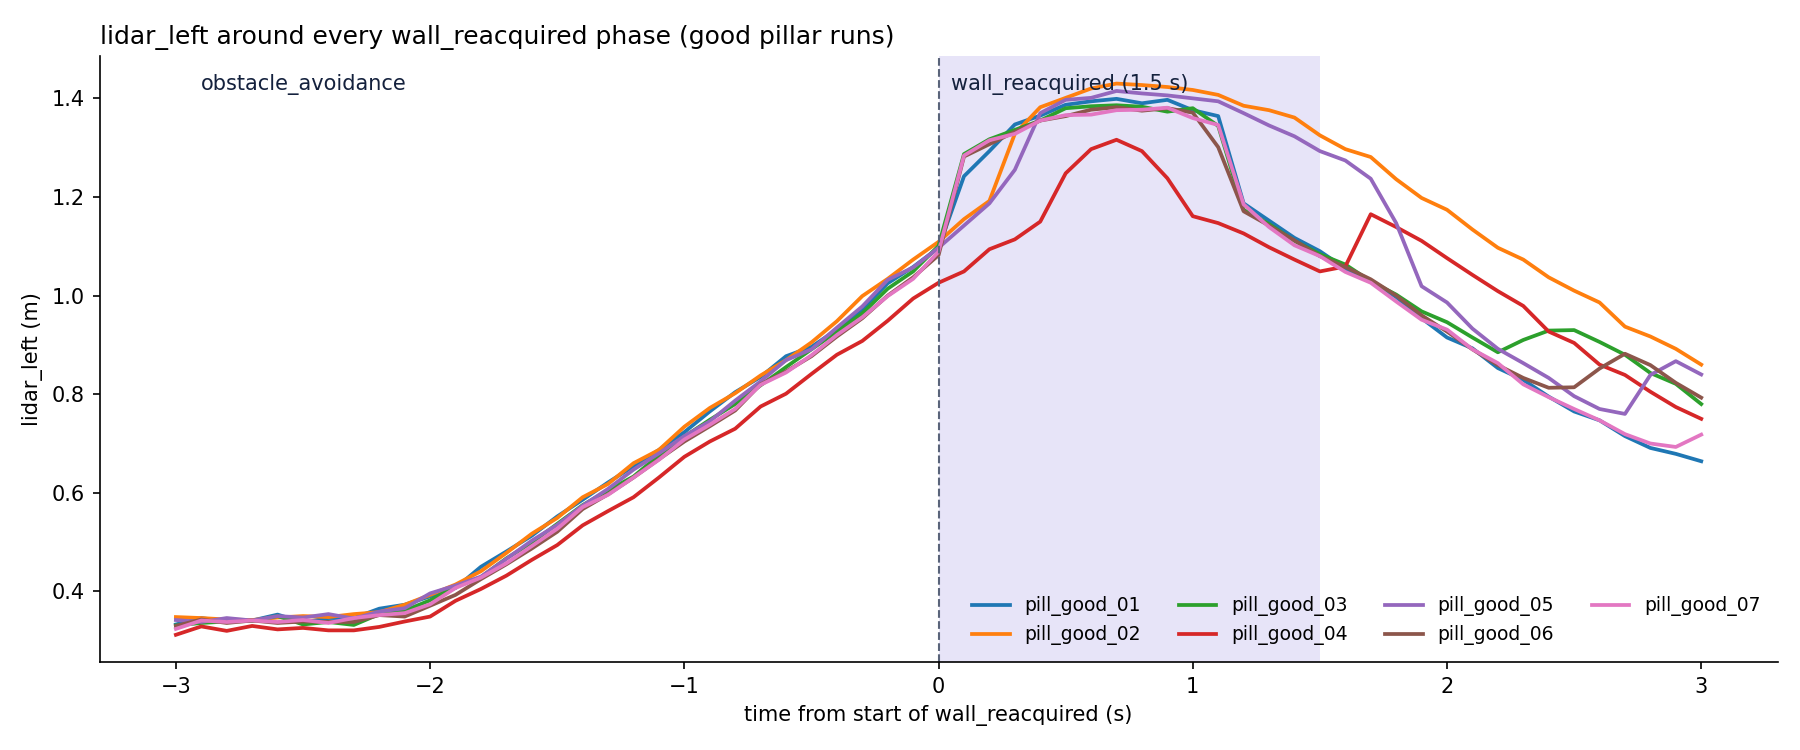 lidar_left around every wall_reacquired phase (good pillar runs)
obstacle_avoidance
wall_reacquired (1.5 s)
lidar_left (m)
1.4
1.2
1.0
0.8
0.6
0.4
pill_good_01
pill_good_02
pill_good_03
pill_good_04
pill_good_05
pill_good_06
pill_good_07
−3
−2
−1
0
1
2
3
time from start of wall_reacquired (s)